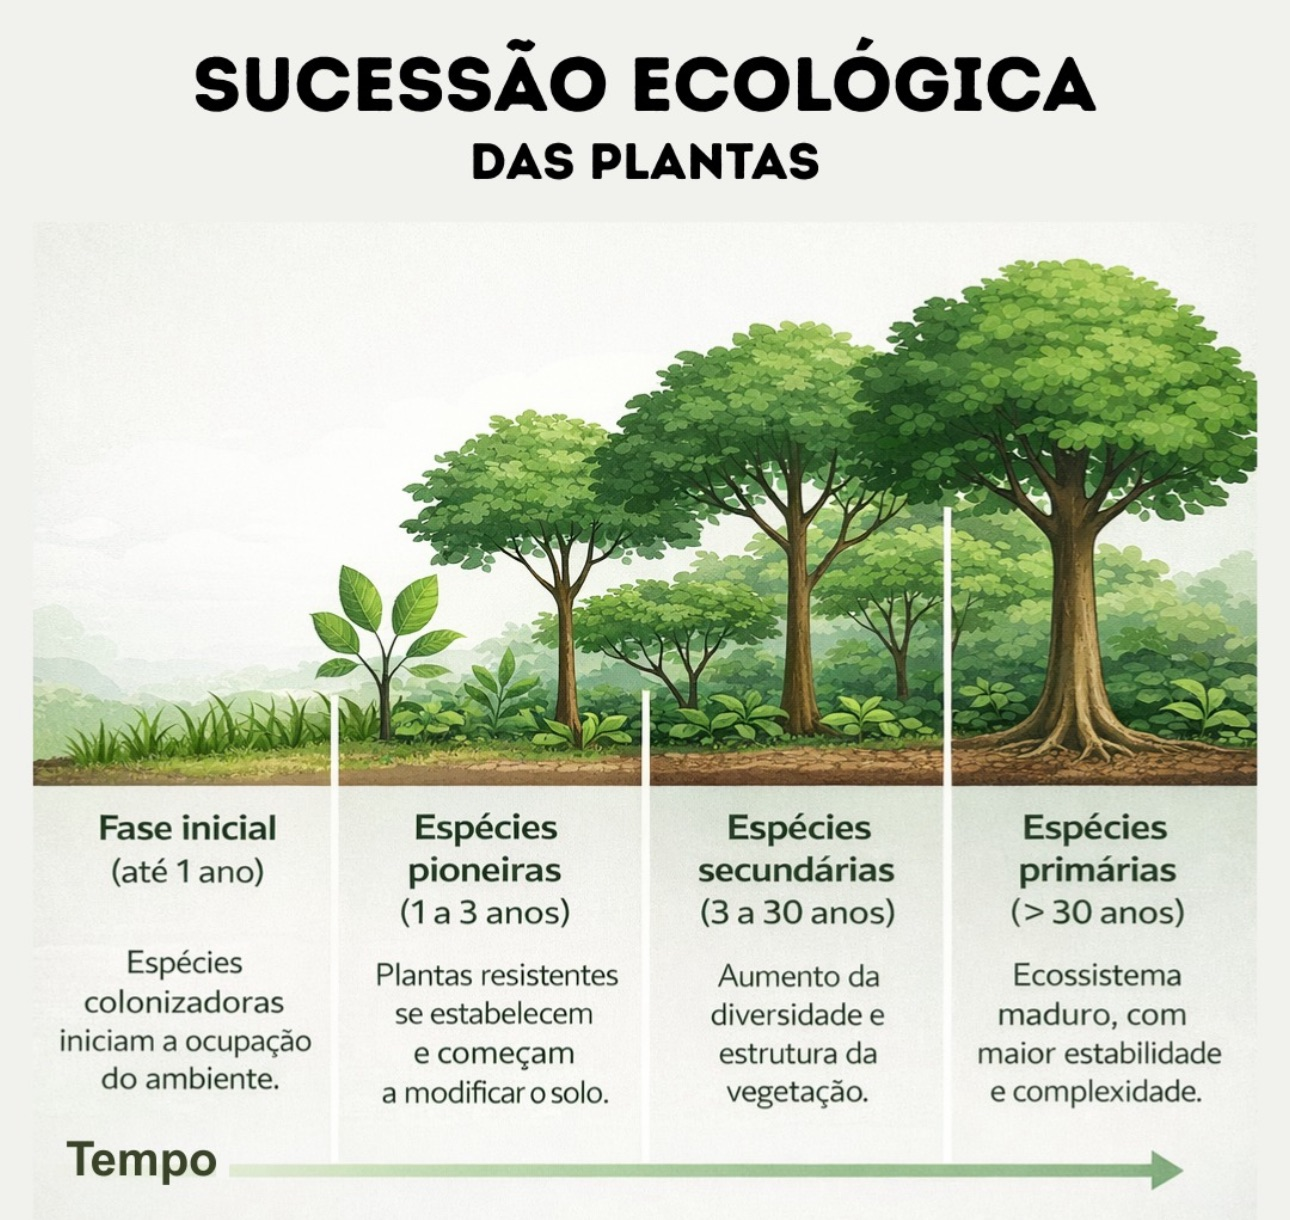 SUCESSÃO ECOLÓGICA
DAS PLANTAS
Fase inicial
(até 1 ano)
Espécies
colonizadoras
iniciam a ocupação
do ambiente.
Espécies
pioneiras
(1 a 3 anos)
Plantas resistentes
se estabelecem
e começam
a modificar o solo.
Espécies
secundárias
(3 a 30 anos)
Aumento da
diversidade e
estrutura da
vegetação.
Espécies
primárias
(> 30 anos)
Ecossistema
maduro, com
maior estabilidade
e complexidade.
Tempo